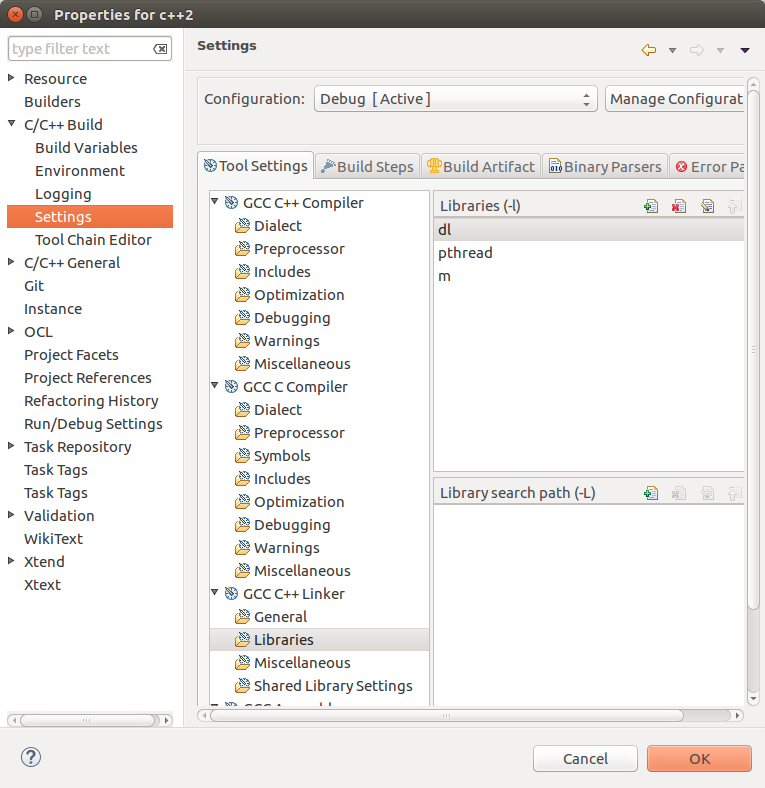 Properties for c++2
type filter text
Resource
Builders
C/C++ Build
Build Variables
Environment
Logging
Settings
Tool Chain Editor
C/C++ General
Git
Instance
OCL
Project Facets
Project References
Refactoring History
Run/Debug Settings
Task Repository
Task Tags
Task Tags
Validation
WikiText
Xtend
Xtext
Settings
Configuration: Debug [ Active ] Manage Configurat
Tool Settings Build Steps Build Artifact Binary Parsers Error Pa
GCC C++ Compiler
Dialect
Preprocessor
Includes
Optimization
Debugging
Warnings
Miscellaneous
GCC C Compiler
Dialect
Preprocessor
Symbols
Includes
Optimization
Debugging
Warnings
Miscellaneous
GCC C++ Linker
General
Libraries
Miscellaneous
Shared Library Settings
Libraries (-l)
dl
pthread
m
Library search path (-L)
Cancel OK